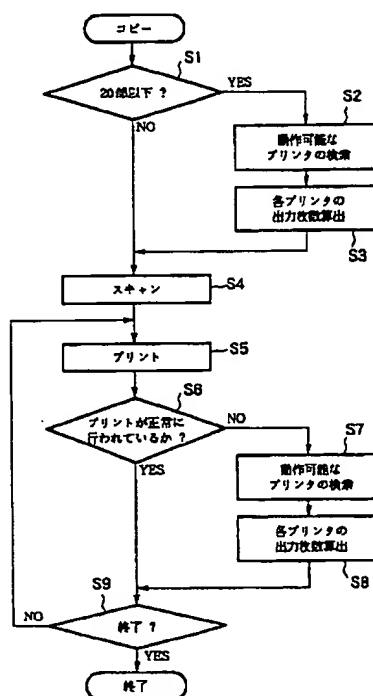 コピー
S1
20部以下 ?
YES
NO
S2
動作可能な
プリンタの検索
各プリンタの
出力枚数算出
S3
スキャン
S4
プリント
S5
S6
プリントが正常に
行われているか ?
NO
YES
S7
動作可能な
プリンタの検索
各プリンタの
出力枚数算出
S8
S9
終了 ?
NO
YES
終了